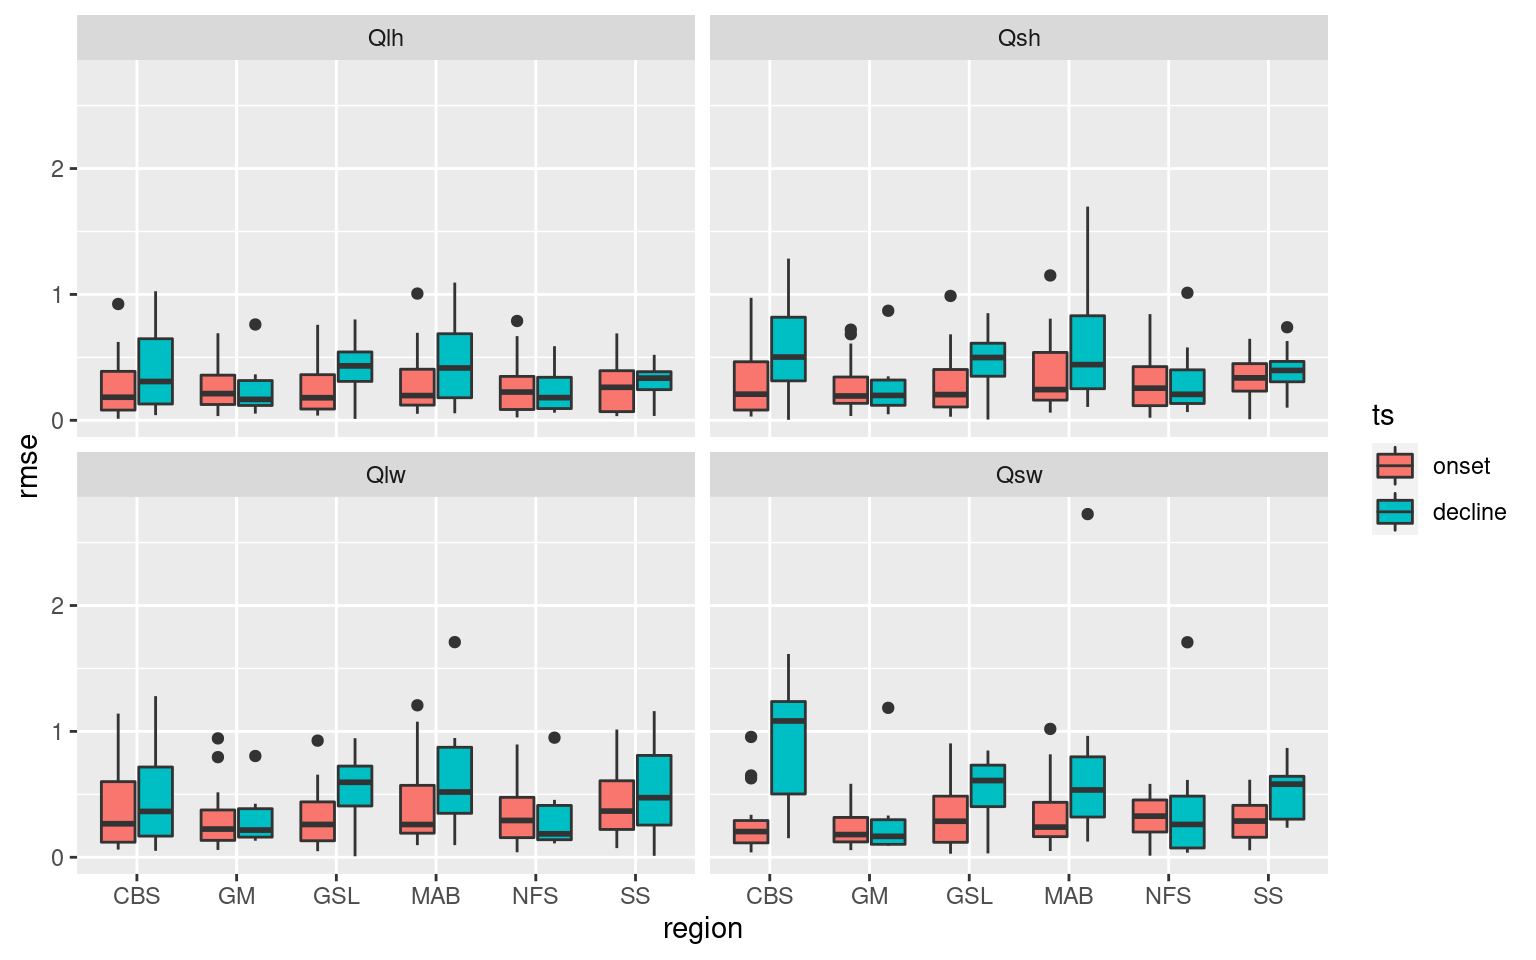 Qlh
Qsh
2
1
0
Qlw
Qsw
2
1
0
rmse
CBS GM GSL MAB NFS SS
CBS GM GSL MAB NFS SS
region
ts
onset
decline